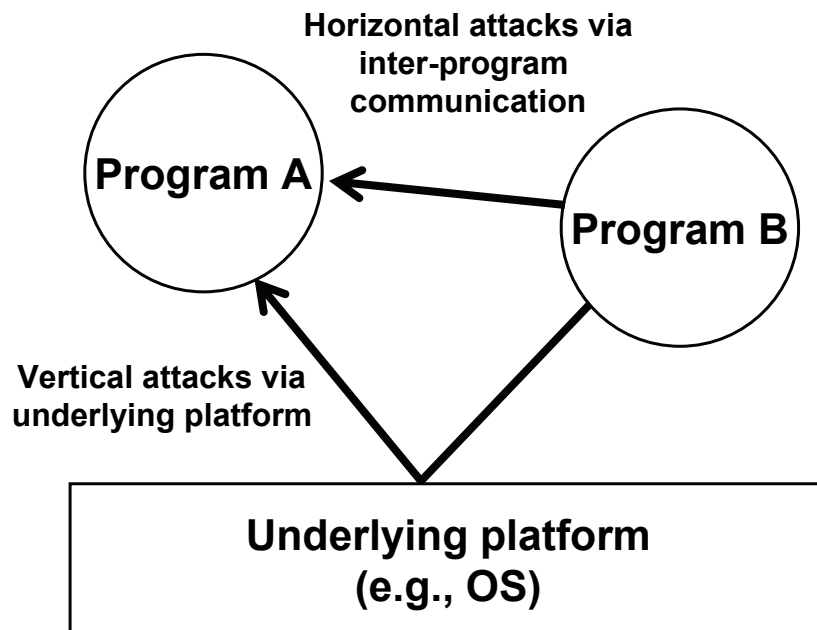 Horizontal attacks via
inter-program
communication
Program A
Program B
Vertical attacks via
underlying platform
Underlying platform
(e.g., OS)